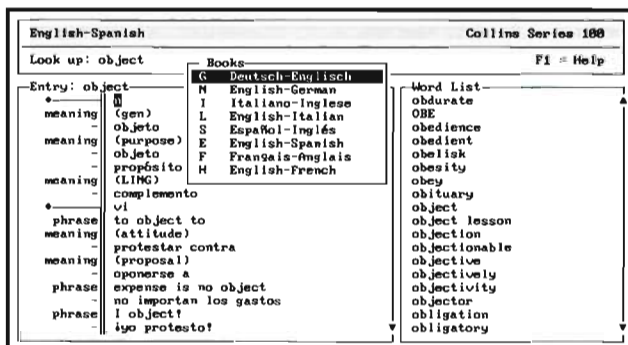 English-Spanish Collins Series 100
Look up: object F1 = Help
Books
G Deutsch-Englisch
N English-German
I Italiano-Inglese
L English-Italian
S Español-Inglés
E English-Spanish
F Français-Anglais
H English-French
Entry: object
n
meaning (gen)
- objeto
meaning (purpose)
- objeto
- propósito
meaning (LING)
- complemento
vi
phrase to object to
meaning (attitude)
- protestar contra
meaning (proposal)
- oponerse a
phrase expense is no object
- no importan los gastos
phrase I object!
- ¡yo protesto!
Word List
obdurate
OBE
obedience
obedient
obelisk
obesity
obey
obituary
object
object lesson
objection
objectionable
objective
objectively
objectivity
objector
obligation
obligatory